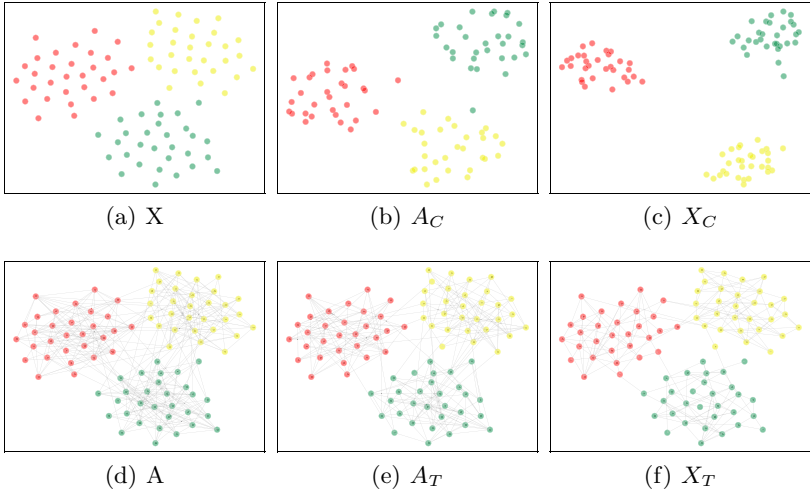 (a) X
(b) A_C
(c) X_C
(d) A
(e) A_T
(f) X_T